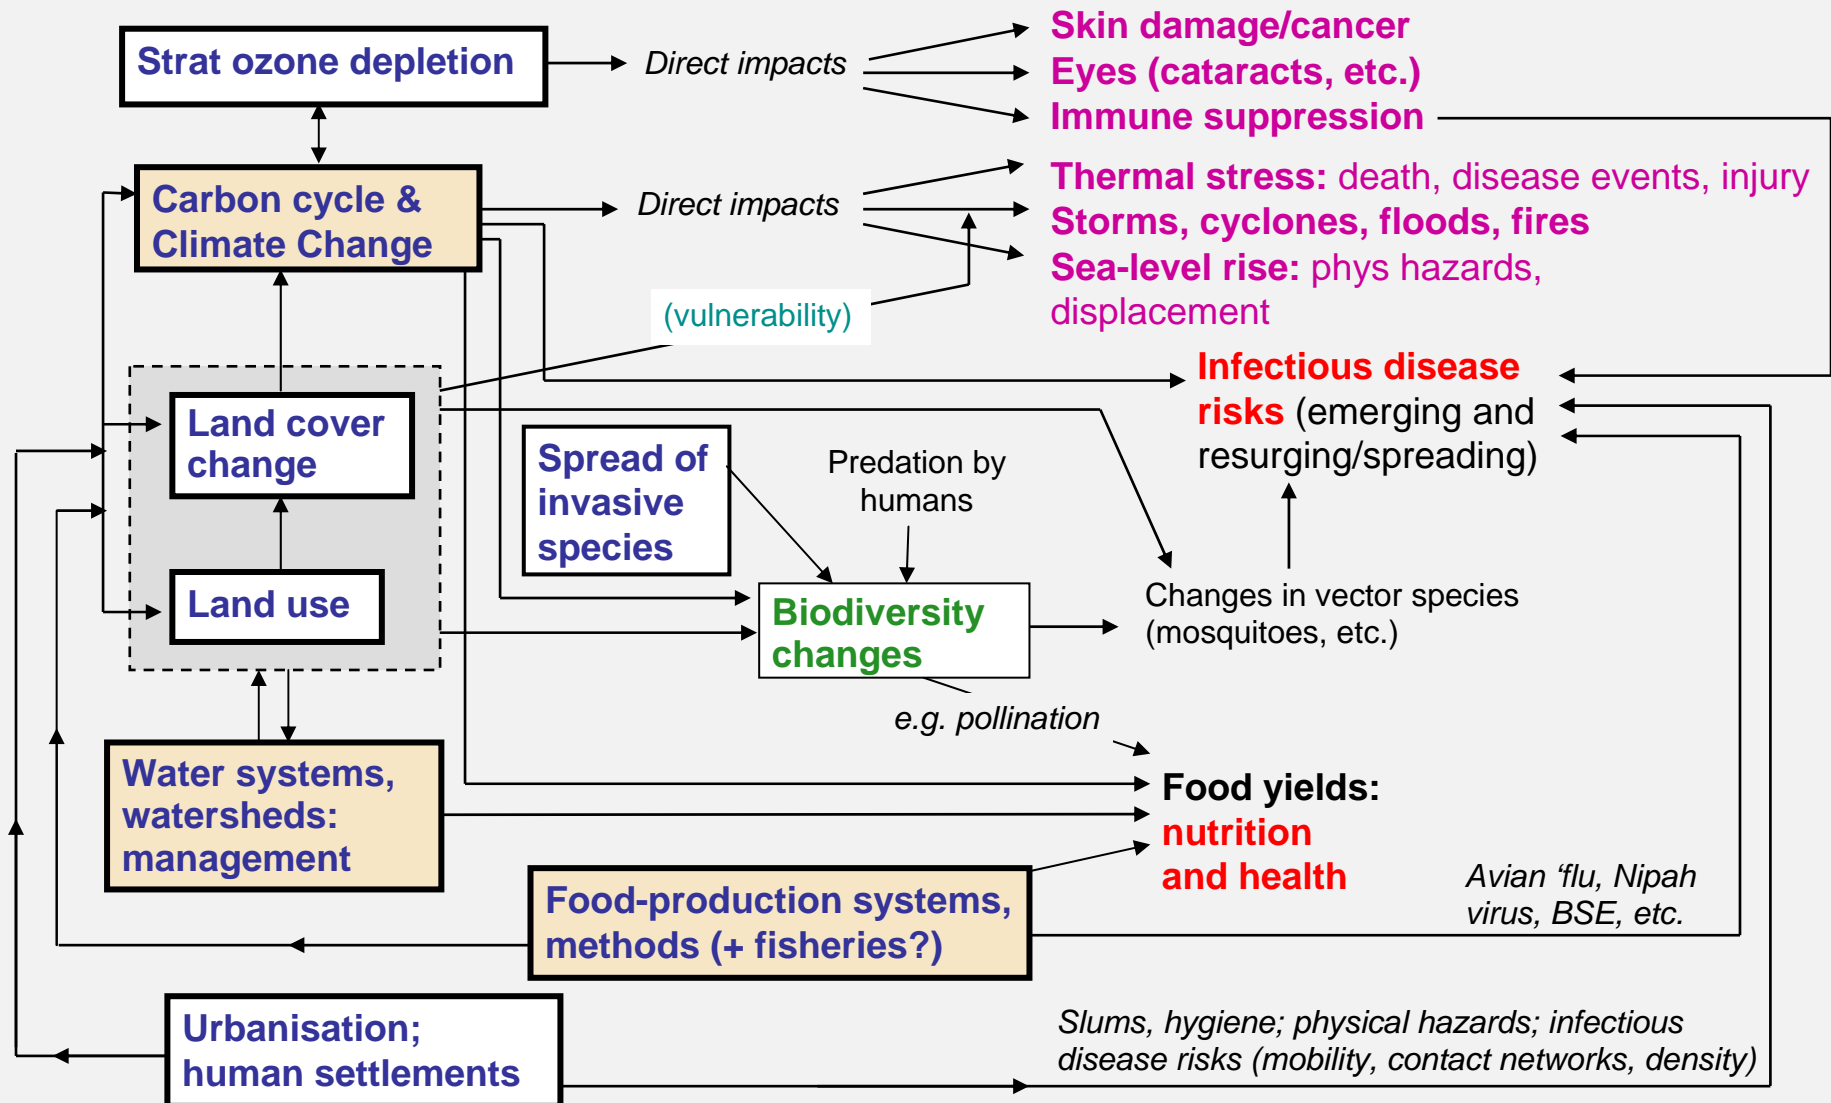 Strat ozone depletion
Direct impacts
Skin damage/cancer
Eyes (cataracts, etc.)
Immune suppression
Carbon cycle &
Climate Change
Direct impacts
Thermal stress: death, disease events, injury
Storms, cyclones, floods, fires
Sea-level rise: phys hazards,
displacement
(vulnerability)
Infectious disease
risks (emerging and
resurging/spreading)
Land cover
change
Spread of
invasive
species
Predation by
humans
Land use
Biodiversity
changes
Changes in vector species
(mosquitoes, etc.)
e.g. pollination
Water systems,
watersheds:
management
Food yields:
nutrition
and health
Food-production systems,
methods (+ fisheries?)
Avian ‘flu, Nipah
virus, BSE, etc.
Urbanisation;
human settlements
Slums, hygiene; physical hazards; infectious
disease risks (mobility, contact networks, density)